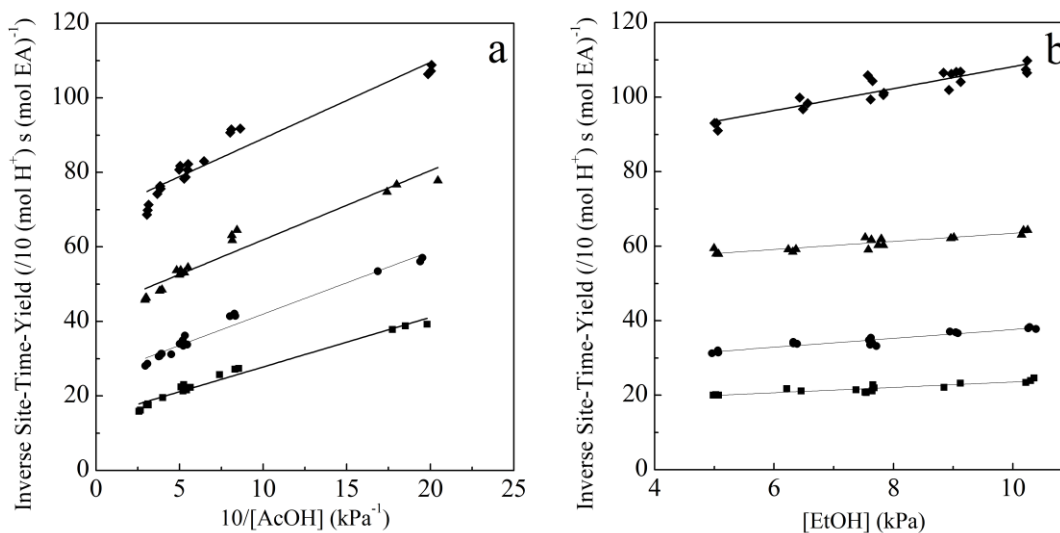 a
Inverse Site-Time-Yield (/10 (mol H⁺) s (mol EA)⁻¹)
120
100
80
60
40
20
0
0 5 10 15 20 25
10/[AcOH] (kPa⁻¹)
b
Inverse Site-Time-Yield (/10 (mol H⁺) s (mol EA)⁻¹)
120
100
80
60
40
20
0
4 6 8 10
[EtOH] (kPa)